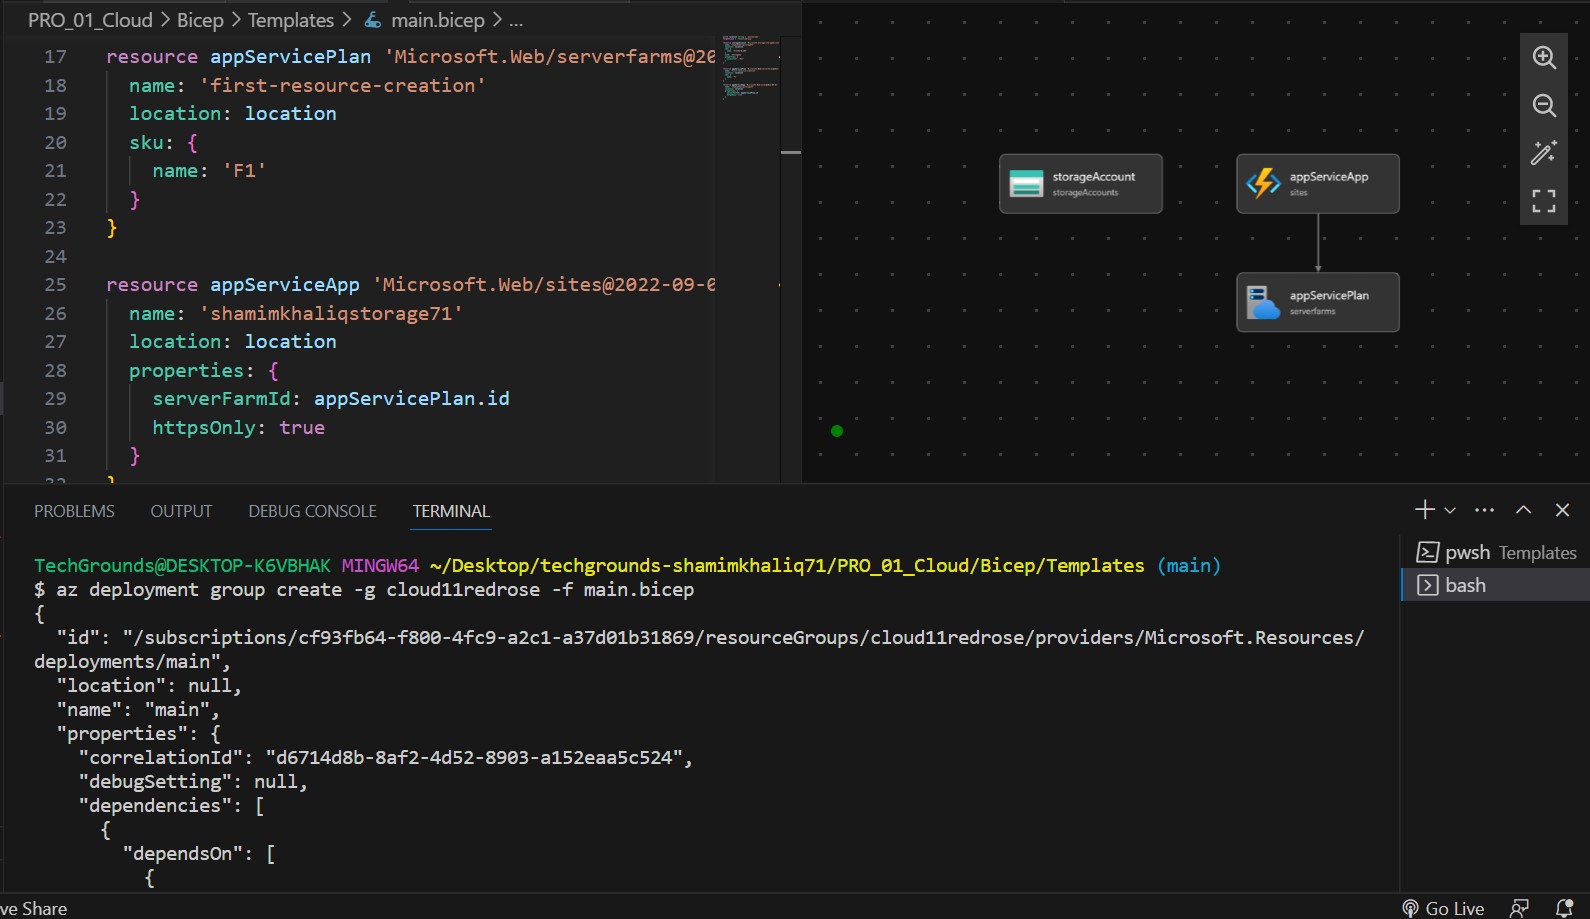 PRO_01_Cloud > Bicep > Templates > main.bicep > ...
17 resource appServicePlan 'Microsoft.Web/serverfarms@20
18 name: 'first-resource-creation'
19 location: location
20 sku: {
21 name: 'F1'
22 }
23 }
24
25 resource appServiceApp 'Microsoft.Web/sites@2022-09-0
26 name: 'shamimkhaliqstorage71'
27 location: location
28 properties: {
29 serverFarmId: appServicePlan.id
30 httpsOnly: true
31 }
32 }
storageAccount
storageAccounts
appServiceApp
sites
appServicePlan
serverfarms
PROBLEMS OUTPUT DEBUG CONSOLE TERMINAL
TechGrounds@DESKTOP-K6VBHAK MINGW64 ~/Desktop/techgrounds-shamimkhaliq71/PRO_01_Cloud/Bicep/Templates (main)
$ az deployment group create -g cloud11redrose -f main.bicep
{
"id": "/subscriptions/cf93fb64-f800-4fc9-a2c1-a37d01b31869/resourceGroups/cloud11redrose/providers/Microsoft.Resources/
deployments/main",
"location": null,
"name": "main",
"properties": {
"correlationId": "d6714d8b-8af2-4d52-8903-a152eaa5c524",
"debugSetting": null,
"dependencies": [
{
"dependsOn": [
{
pwsh Templates
bash
ve Share
Go Live